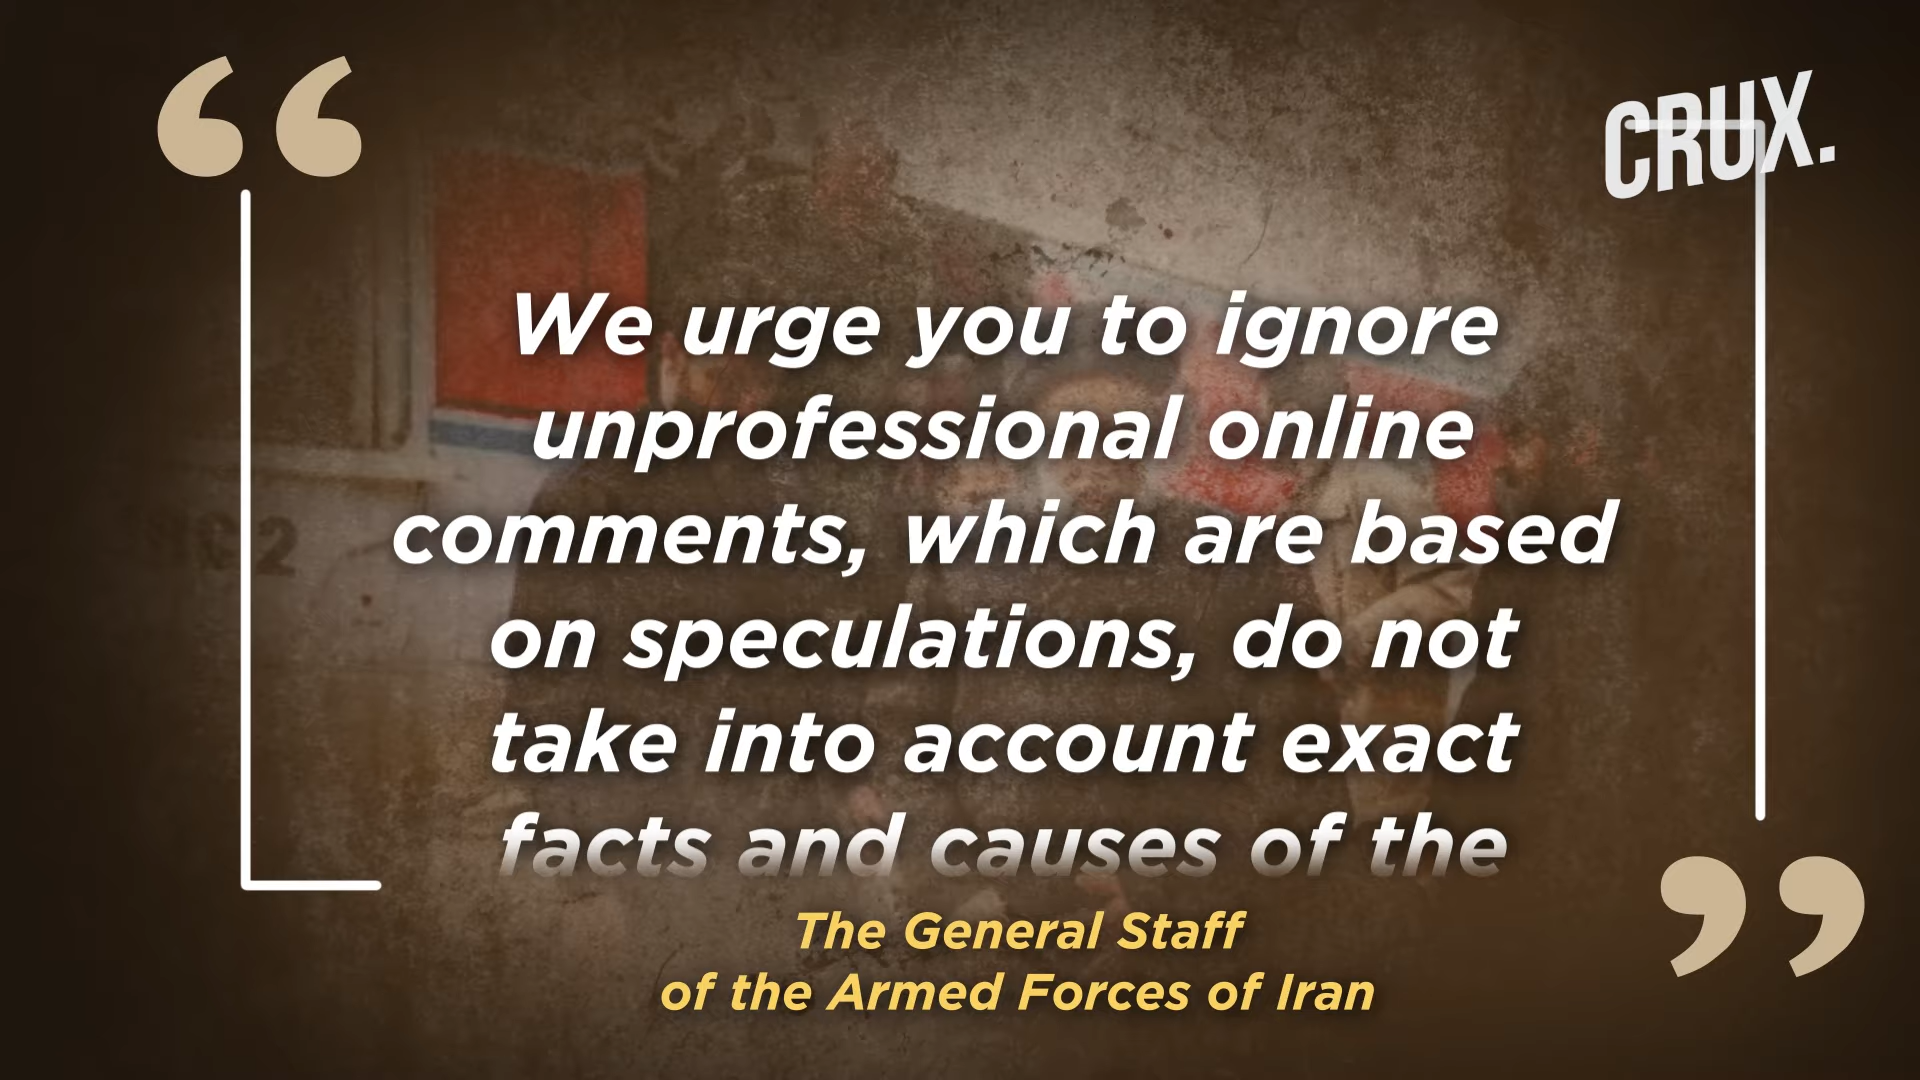 CRUX.
We urge you to ignore
unprofessional online
comments, which are based
on speculations, do not
take into account exact
facts and causes of the
The General Staff
of the Armed Forces of Iran